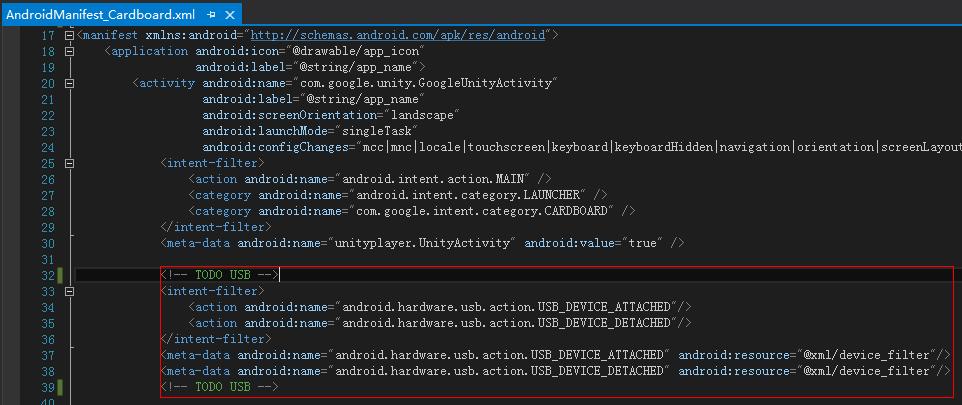 AndroidManifest_Cardboard.xml
17 <manifest xmlns:android="http://schemas.android.com/apk/res/android">
18 <application android:icon="@drawable/app_icon"
19 android:label="@string/app_name">
20 <activity android:name="com.google.unity.GoogleUnityActivity"
21 android:label="@string/app_name"
22 android:screenOrientation="landscape"
23 android:launchMode="singleTask"
24 android:configChanges="mcc|mnc|locale|touchscreen|keyboard|keyboardHidden|navigation|orientation|screenLayout
25 <intent-filter>
26 <action android:name="android.intent.action.MAIN" />
27 <category android:name="android.intent.category.LAUNCHER" />
28 <category android:name="com.google.intent.category.CARDBOARD" />
29 </intent-filter>
30 <meta-data android:name="unityplayer.UnityActivity" android:value="true" />
31
32 <!-- TODO USB -->
33 <intent-filter>
34 <action android:name="android.hardware.usb.action.USB_DEVICE_ATTACHED"/>
35 <action android:name="android.hardware.usb.action.USB_DEVICE_DETACHED"/>
36 </intent-filter>
37 <meta-data android:name="android.hardware.usb.action.USB_DEVICE_ATTACHED" android:resource="@xml/device_filter"/>
38 <meta-data android:name="android.hardware.usb.action.USB_DEVICE_DETACHED" android:resource="@xml/device_filter"/>
39 <!-- TODO USB -->
40